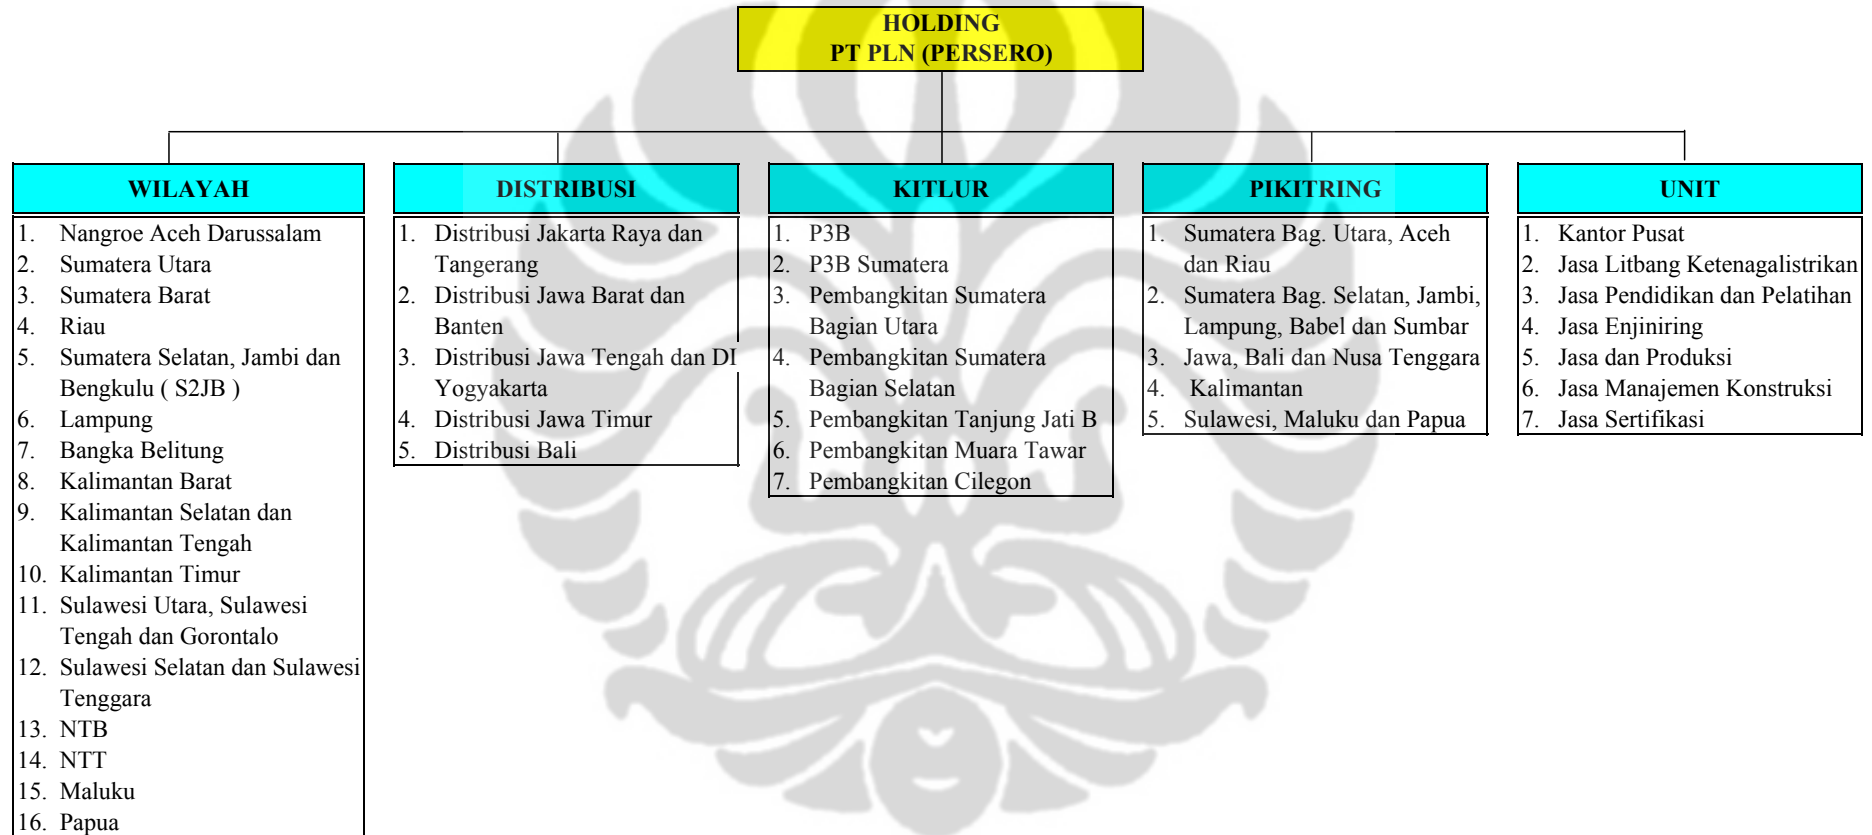 HOLDING
PT PLN (PERSERO)
WILAYAH
1. Nangroe Aceh Darussalam
2. Sumatera Utara
3. Sumatera Barat
4. Riau
5. Sumatera Selatan, Jambi dan
Bengkulu ( S2JB )
6. Lampung
7. Bangka Belitung
8. Kalimantan Barat
9. Kalimantan Selatan dan
Kalimantan Tengah
10. Kalimantan Timur
11. Sulawesi Utara, Sulawesi
Tengah dan Gorontalo
12. Sulawesi Selatan dan Sulawesi
Tenggara
13. NTB
14. NTT
15. Maluku
16. Papua
DISTRIBUSI
1. Distribusi Jakarta Raya dan
Tangerang
2. Distribusi Jawa Barat dan
Banten
3. Distribusi Jawa Tengah dan DI
Yogyakarta
4. Distribusi Jawa Timur
5. Distribusi Bali
KITLUR
1. P3B
2. P3B Sumatera
3. Pembangkitan Sumatera
Bagian Utara
4. Pembangkitan Sumatera
Bagian Selatan
5. Pembangkitan Tanjung Jati B
6. Pembangkitan Muara Tawar
7. Pembangkitan Cilegon
PIKITRING
1. Sumatera Bag. Utara, Aceh
dan Riau
2. Sumatera Bag. Selatan, Jambi,
Lampung, Babel dan Sumbar
3. Jawa, Bali dan Nusa Tenggara
4. Kalimantan
5. Sulawesi, Maluku dan Papua
UNIT
1. Kantor Pusat
2. Jasa Litbang Ketenagalistrikan
3. Jasa Pendidikan dan Pelatihan
4. Jasa Enjiniring
5. Jasa dan Produksi
6. Jasa Manajemen Konstruksi
7. Jasa Sertifikasi